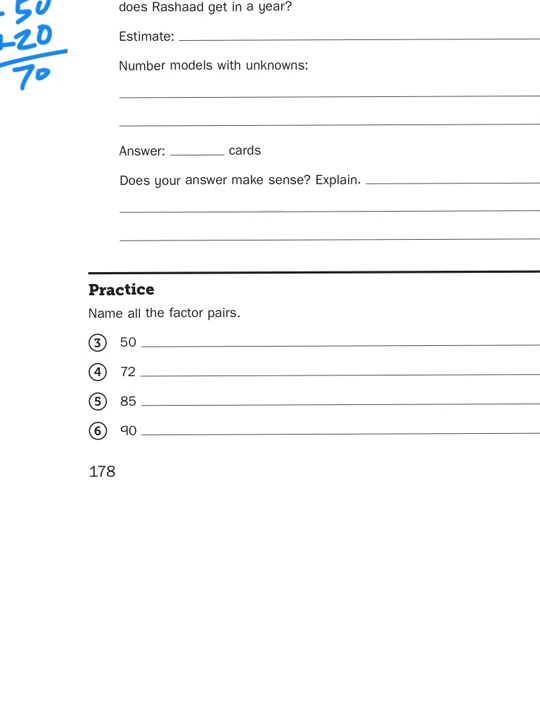 50
+20
70
does Rashaad get in a year?
Estimate:
Number models with unknowns:
Answer: ________ cards
Does your answer make sense? Explain.
Practice
Name all the factor pairs.
3 50
4 72
5 85
6 90
178